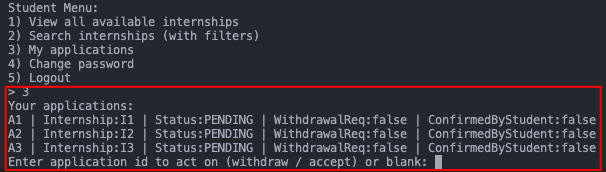 Student Menu:
1) View all available internships
2) Search internships (with filters)
3) My applications
4) Change password
5) Logout
> 3
Your applications:
A1 | Internship:I1 | Status:PENDING | WithdrawalReq:false | ConfirmedByStudent:false
A2 | Internship:I2 | Status:PENDING | WithdrawalReq:false | ConfirmedByStudent:false
A3 | Internship:I3 | Status:PENDING | WithdrawalReq:false | ConfirmedByStudent:false
Enter application id to act on (withdraw / accept) or blank: